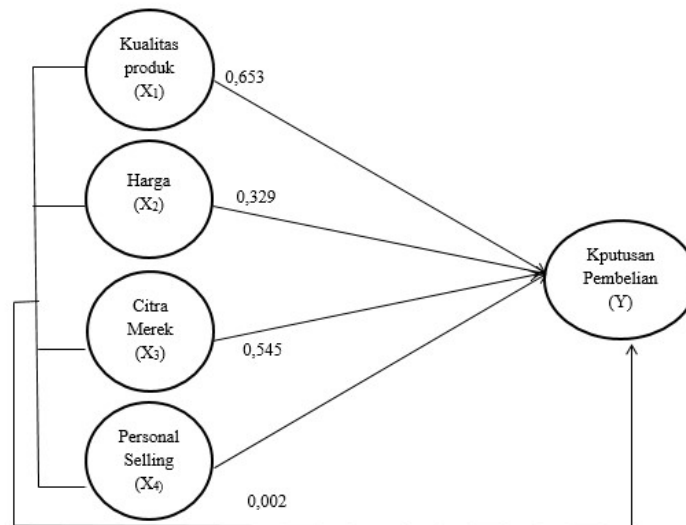 Kualitas
produk
(X1)
0,653
Harga
(X2)
0,329
Citra
Merek
(X3)
0,545
Kputusan
Pembelian
(Y)
Personal
Selling
(X4)
0,002